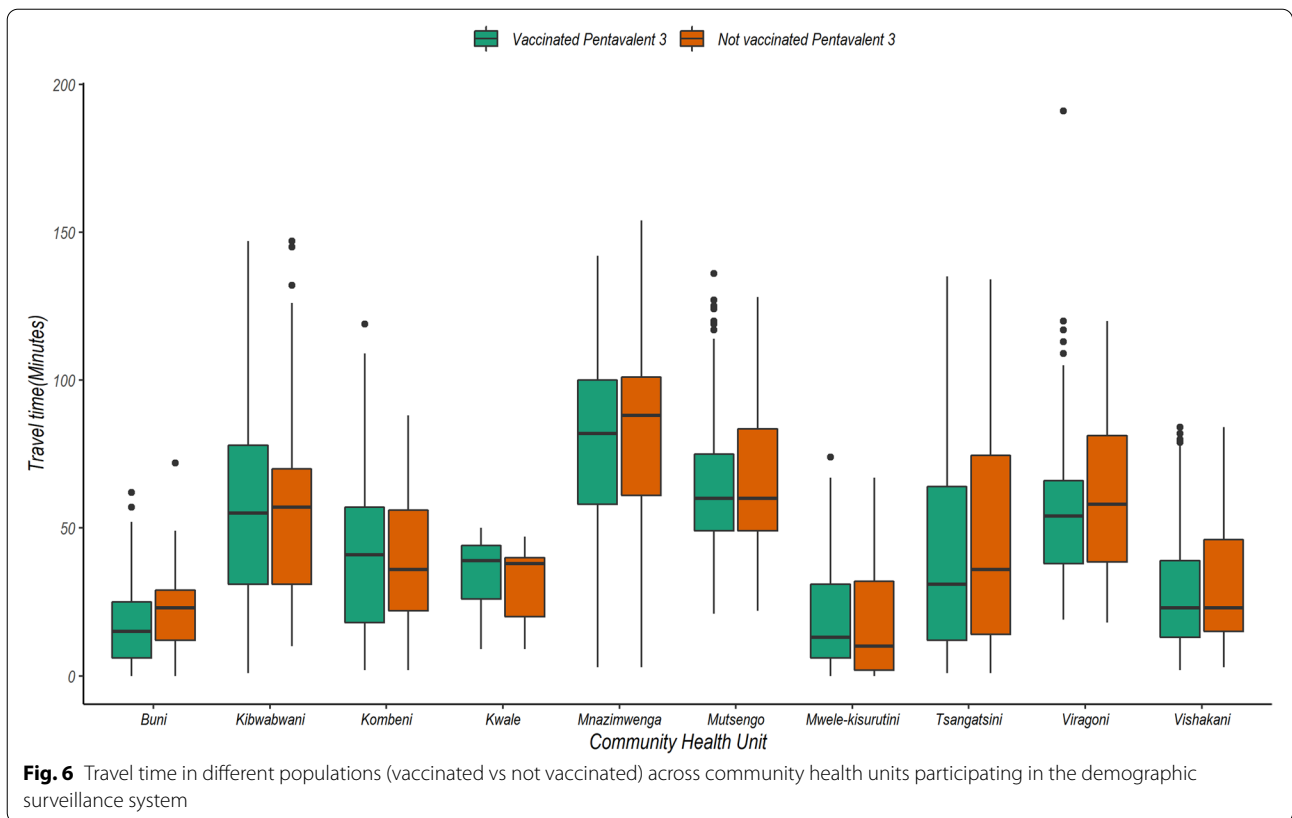 Vaccinated Pentavalent 3 Not vaccinated Pentavalent 3
200
150
100
50
0
Travel time(Minutes)
Buni Kibwabwani Kombeni Kwale Mnazimwenga Mutsengo Mwele-kisurutini Tsangatsini Viragoni Vishakani
Community Health Unit
Fig. 6 Travel time in different populations (vaccinated vs not vaccinated) across community health units participating in the demographic
surveillance system